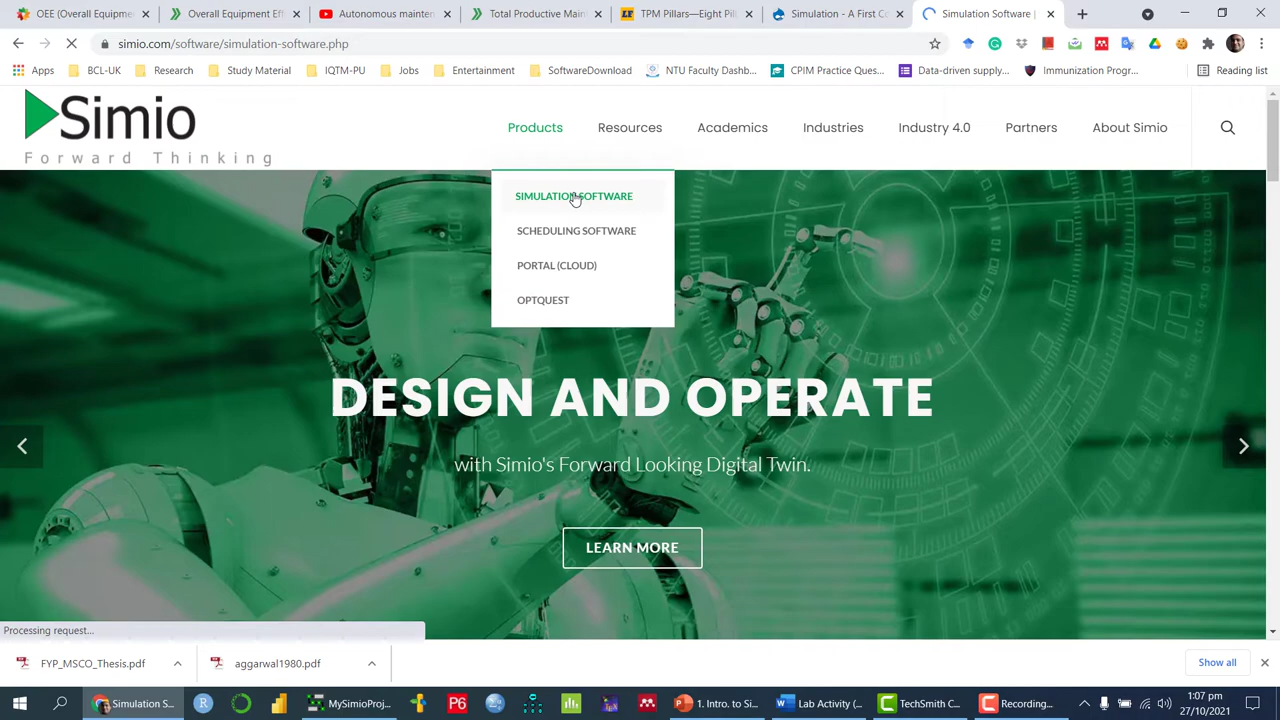 OEE (Overall Equipm
Overall Equipment Effec
Autonomous mainten
Total Productive Mainte
TPM Pillars—Eight Pill
Simulation - A First Co
Simulation Software |
simio.com/software/simulation-software.php
Apps
BCL-UK
Research
Study Material
IOTM-PU
Jobs
Entertainment
SoftwareDownload
NTU Faculty Dashb...
CPIM Practice Ques...
Data-driven supply...
Immunization Progr...
Reading list
Simio
Forward Thinking
Products
Resources
Academics
Industries
Industry 4.0
Partners
About Simio
SIMULATION SOFTWARE
SCHEDULING SOFTWARE
PORTAL (CLOUD)
OPTQUEST
DESIGN AND OPERATE
with Simio's Forward Looking Digital Twin.
LEARN MORE
Processing request...
FYP_MSCO_Thesis.pdf
aggarwal1980.pdf
Show all
Simulation S...
MySimioProj...
1. Intro. to Si...
Lab Activity (...
TechSmith C...
Recording...
1:07 pm
27/10/2021